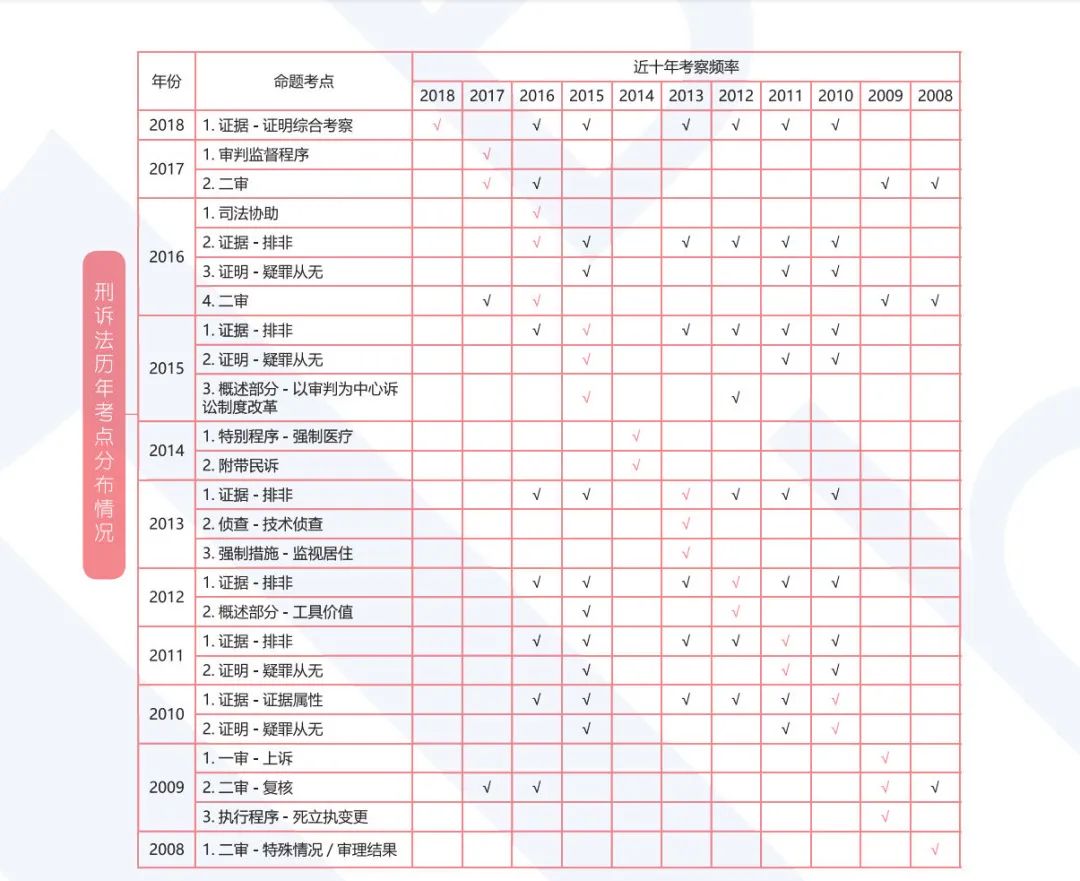 刑诉法历年考点分布情况
年份 命题考点 近十年考察频率
2018 2017 2016 2015 2014 2013 2012 2011 2010 2009 2008
2018 1. 证据 - 证明综合考察 √ √ √ √ √ √ √
2017 1. 审判监督程序 √
2. 二审 √ √ √ √
2016 1. 司法协助 √
2. 证据 - 排非 √ √ √ √ √ √
3. 证明 - 疑罪从无 √ √ √
4. 二审 √ √ √ √
2015 1. 证据 - 排非 √ √ √ √ √ √
2. 证明 - 疑罪从无 √ √ √
3. 概述部分 - 以审判为中心诉
讼制度改革 √ √
2014 1. 特别程序 - 强制医疗 √
2. 附带民诉 √
2013 1. 证据 - 排非 √ √ √ √ √ √
2. 侦查 - 技术侦查 √
3. 强制措施 - 监视居住 √
2012 1. 证据 - 排非 √ √ √ √ √ √
2. 概述部分 - 工具价值 √ √
2011 1. 证据 - 排非 √ √ √ √ √ √
2. 证明 - 疑罪从无 √ √ √
2010 1. 证据 - 证据属性 √ √ √ √ √ √
2. 证明 - 疑罪从无 √ √ √
2009 1. 一审 - 上诉 √
2. 二审 - 复核 √ √ √ √
3. 执行程序 - 死立执变更 √
2008 1. 二审 - 特殊情况 / 审理结果 √